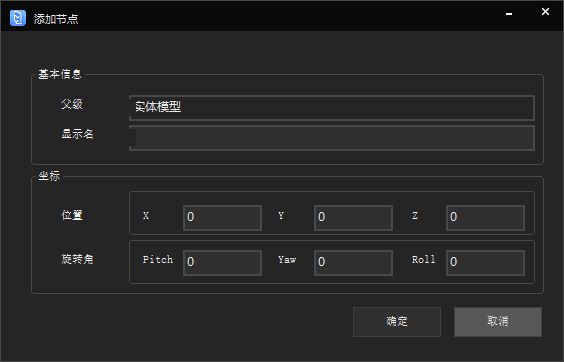 添加节点
基本信息
父级 实体模型
显示名
坐标
位置 X 0 Y 0 Z 0
旋转角 Pitch 0 Yaw 0 Roll 0
确定 取消